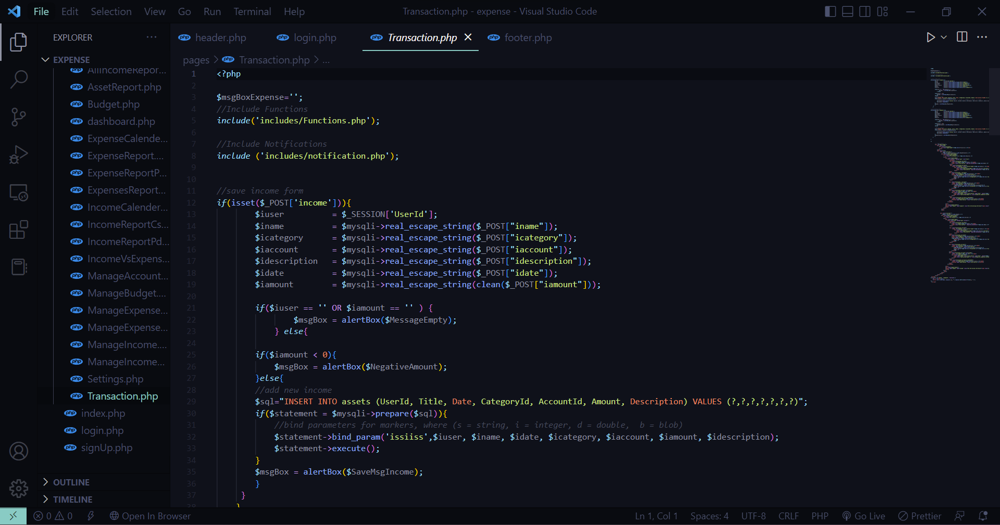 File Edit Selection View Go Run Terminal Help Transaction.php - expense - Visual Studio Code
EXPLORER
header.php login.php Transaction.php footer.php
EXPENSE
pages > Transaction.php > ...
AllIncomeRepor...
AssetReport.php
Budget.php
dashboard.php
ExpenseCalende...
ExpenseReport....
ExpenseReportP...
ExpensesReport...
IncomeCalender...
IncomeReportCs...
IncomeReportPd...
IncomeVsExpens...
ManageAccount...
ManageBudget....
ManageExpense...
ManageExpense...
ManageIncome....
ManageIncome...
Settings.php
Transaction.php
index.php
login.php
signUp.php
OUTLINE
TIMELINE
1 <?php
2
3 $msgBoxExpense='';
4 //Include Functions
5 include('includes/Functions.php');
6
7 //Include Notifications
8 include ('includes/notification.php');
9
10
11 //save income form
12 if(isset($_POST['income'])){
13 $iuser = $_SESSION['UserId'];
14 $iname = $mysqli->real_escape_string($_POST["iname"]);
15 $icategory = $mysqli->real_escape_string($_POST["icategory"]);
16 $iaccount = $mysqli->real_escape_string($_POST["iaccount"]);
17 $idescription = $mysqli->real_escape_string($_POST["idescription"]);
18 $idate = $mysqli->real_escape_string($_POST["idate"]);
19 $iamount = $mysqli->real_escape_string(clean($_POST["iamount"]));
20
21 if($iuser == '' OR $iamount == '' ) {
22 $msgBox = alertBox($MessageEmpty);
23 } else{
24
25 if($iamount < 0){
26 $msgBox = alertBox($NegativeAmount);
27 }else{
28 //add new income
29 $sql="INSERT INTO assets (UserId, Title, Date, CategoryId, AccountId, Amount, Description) VALUES (?,?,?,?,?,?,?)";
30 if($statement = $mysqli->prepare($sql)){
31 //bind parameters for markers, where (s = string, i = integer, d = double,  b = blob)
32 $statement->bind_param('issiiss',$iuser, $iname, $idate, $icategory, $iaccount, $iamount, $idescription);
33 $statement->execute();
34 }
35 $msgBox = alertBox($SaveMsgIncome);
36 }
37 }
38 }
0 0 Open In Browser Ln 1, Col 1 Spaces: 4 UTF-8 CRLF PHP Go Live Prettier